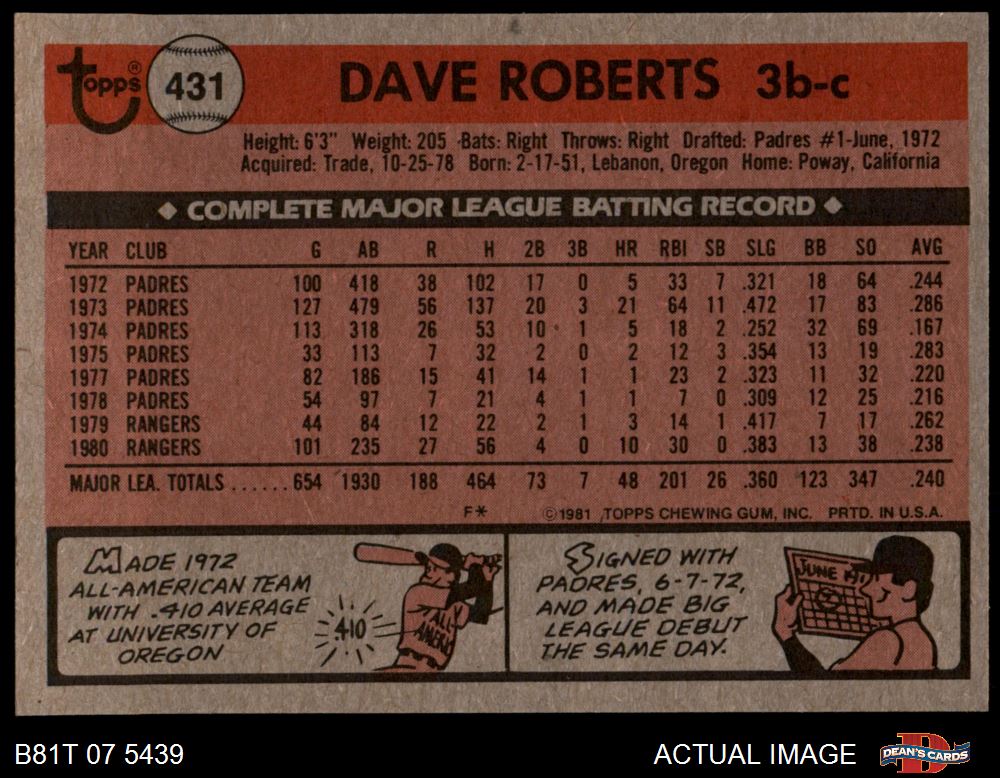 Topps® 431 DAVE ROBERTS 3b-c
Height: 6'3" Weight: 205 Bats: Right Throws: Right Drafted: Padres #1-June, 1972
Acquired: Trade, 10-25-78 Born: 2-17-51, Lebanon, Oregon Home: Poway, California
◆ COMPLETE MAJOR LEAGUE BATTING RECORD ◆
YEAR CLUB G AB R H 2B 3B HR RBI SB SLG BB SO AVG
1972 PADRES 100 418 38 102 17 0 5 33 7 .321 18 64 .244
1973 PADRES 127 479 56 137 20 3 21 64 11 .472 17 83 .286
1974 PADRES 113 318 26 53 10 1 5 18 2 .252 32 69 .167
1975 PADRES 33 113 7 32 2 0 2 12 3 .354 13 19 .283
1977 PADRES 82 186 15 41 14 1 1 23 2 .323 11 32 .220
1978 PADRES 54 97 7 21 4 1 1 7 0 .309 12 25 .216
1979 RANGERS 44 84 12 22 2 1 3 14 1 .417 7 17 .262
1980 RANGERS 101 235 27 56 4 0 10 30 0 .383 13 38 .238
MAJOR LEA. TOTALS ...... 654 1930 188 464 73 7 48 201 26 .360 123 347 .240
F* ©1981 TOPPS CHEWING GUM, INC. PRTD. IN U.S.A.
MADE 1972
ALL-AMERICAN TEAM
WITH .410 AVERAGE
AT UNIVERSITY OF
OREGON
.410
ALL
AMERI
SIGNED WITH
PADRES, 6-7-72,
AND MADE BIG
LEAGUE DEBUT
THE SAME DAY.
JUNE 197
B81T 07 5439 ACTUAL IMAGE DEAN'S CARDS